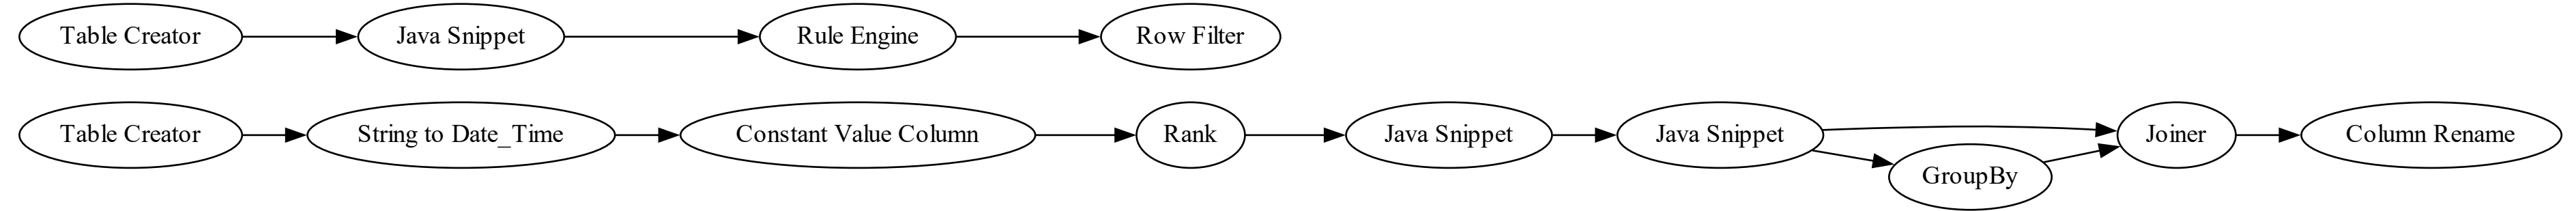 Table Creator
Java Snippet
Rule Engine
Row Filter
Table Creator
String to Date_Time
Constant Value Column
Rank
Java Snippet
Java Snippet
GroupBy
Joiner
Column Rename